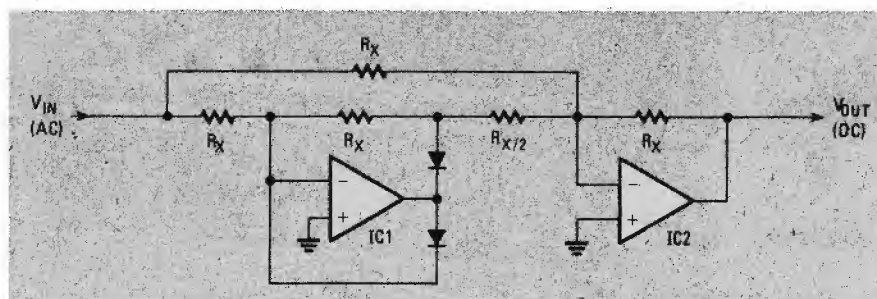 RX
VIN
(AC)
RX
RX
RX/2
RX
VOUT
(DC)
−
+
IC1
−
+
IC2